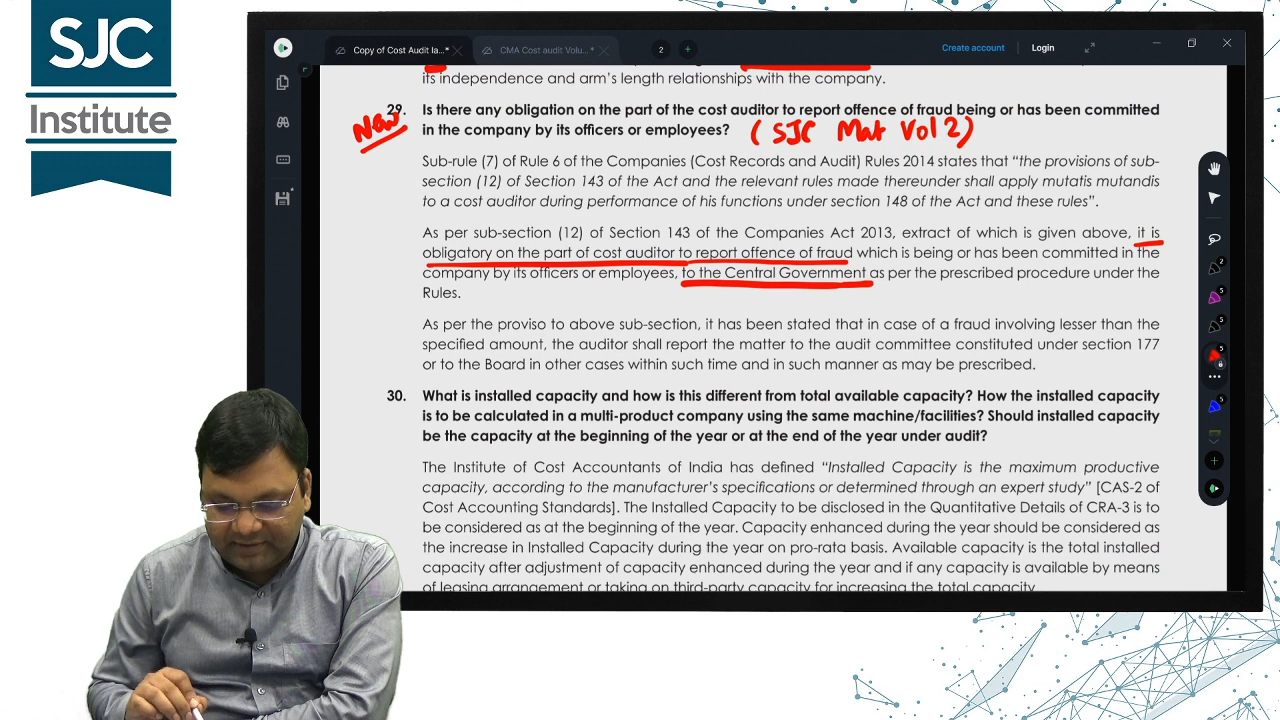 SJC
Institute
Copy of Cost Audit la...*
CMA Cost audit Volu...*
2
Create account
Login
its independence and arm's length relationships with the company.
New
29. Is there any obligation on the part of the cost auditor to report offence of fraud being or has been committed
in the company by its officers or employees? (SJC Mat Vol 2)
Sub-rule (7) of Rule 6 of the Companies (Cost Records and Audit) Rules 2014 states that “the provisions of sub-
section (12) of Section 143 of the Act and the relevant rules made thereunder shall apply mutatis mutandis
to a cost auditor during performance of his functions under section 148 of the Act and these rules”.
As per sub-section (12) of Section 143 of the Companies Act 2013, extract of which is given above, it is
obligatory on the part of cost auditor to report offence of fraud which is being or has been committed in the
company by its officers or employees, to the Central Government as per the prescribed procedure under the
Rules.
As per the proviso to above sub-section, it has been stated that in case of a fraud involving lesser than the
specified amount, the auditor shall report the matter to the audit committee constituted under section 177
or to the Board in other cases within such time and in such manner as may be prescribed.
30. What is installed capacity and how is this different from total available capacity? How the installed capacity
is to be calculated in a multi-product company using the same machine/facilities? Should installed capacity
be the capacity at the beginning of the year or at the end of the year under audit?
The Institute of Cost Accountants of India has defined “Installed Capacity is the maximum productive
capacity, according to the manufacturer's specifications or determined through an expert study” [CAS-2 of
Cost Accounting Standards]. The Installed Capacity to be disclosed in the Quantitative Details of CRA-3 is to
be considered as at the beginning of the year. Capacity enhanced during the year should be considered as
the increase in Installed Capacity during the year on pro-rata basis. Available capacity is the total installed
capacity after adjustment of capacity enhanced during the year and if any capacity is available by means
of leasing arrangement or taking on third-party capacity for increasing the total capacity.
2
5
5
5
5